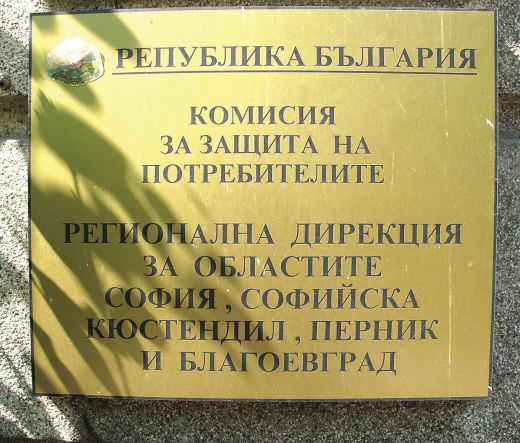 РЕПУБЛИКА БЪЛГАРИЯ
КОМИСИЯ
ЗА ЗАЩИТА НА
ПОТРЕБИТЕЛИТЕ
РЕГИОНАЛНА ДИРЕКЦИЯ
ЗА ОБЛАСТИТЕ
СОФИЯ , СОФИЙСКА
КЮСТЕНДИЛ , ПЕРНИК
И БЛАГОЕВГРАД